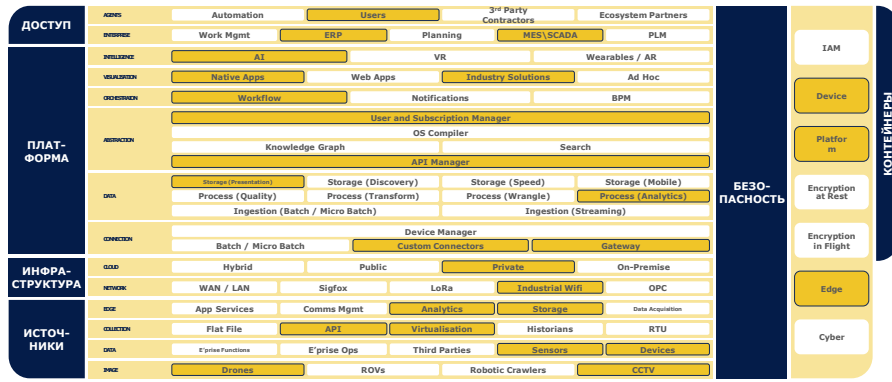 ДОСТУП
AGENTS
Automation
Users
3rd Party
Contractors
Ecosystem Partners
ENTERPRISE
Work Mgmt
ERP
Planning
MES\SCADA
PLM
ПЛАТ-
ФОРМА
INTELLIGENCE
AI
VR
Wearables / AR
VISUALISATION
Native Apps
Web Apps
Industry Solutions
Ad Hoc
ORCHESTRATION
Workflow
Notifications
BPM
ABSTRACTION
User and Subscription Manager
OS Compiler
Knowledge Graph
Search
API Manager
DATA
Storage (Presentation)
Storage (Discovery)
Storage (Speed)
Storage (Mobile)
Process (Quality)
Process (Transform)
Process (Wrangle)
Process (Analytics)
Ingestion (Batch / Micro Batch)
Ingestion (Streaming)
CONNECTION
Device Manager
Batch / Micro Batch
Custom Connectors
Gateway
ИНФРА-
СТРУКТУРА
CLOUD
Hybrid
Public
Private
On-Premise
NETWORK
WAN / LAN
Sigfox
LoRa
Industrial Wifi
OPC
ИСТОЧ-
НИКИ
EDGE
App Services
Comms Mgmt
Analytics
Storage
Data Acquisition
COLLECTION
Flat File
API
Virtualisation
Historians
RTU
DATA
E'prise Functions
E'prise Ops
Third Parties
Sensors
Devices
IMAGE
Drones
ROVs
Robotic Crawlers
CCTV
БЕЗО-
ПАСНОСТЬ
IAM
Device
Platfor
m
Encryption
at Rest
Encryption
in Flight
Edge
Cyber
КОНТЕЙНЕРЫ